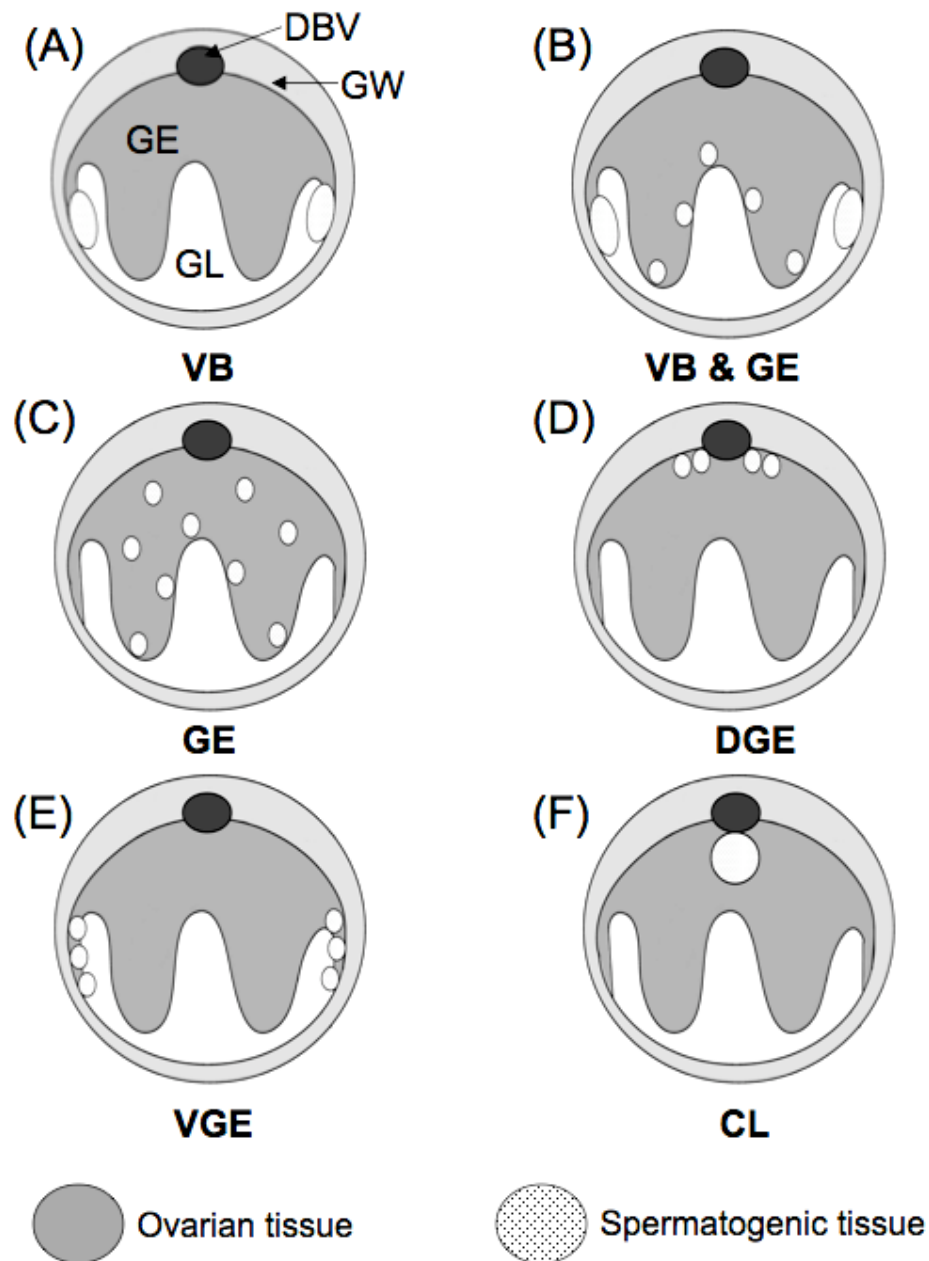 (A)
DBV
GW
GE
GL
VB
(B)
VB & GE
(C)
GE
(D)
DGE
(E)
VGE
(F)
CL
Ovarian tissue
Spermatogenic tissue